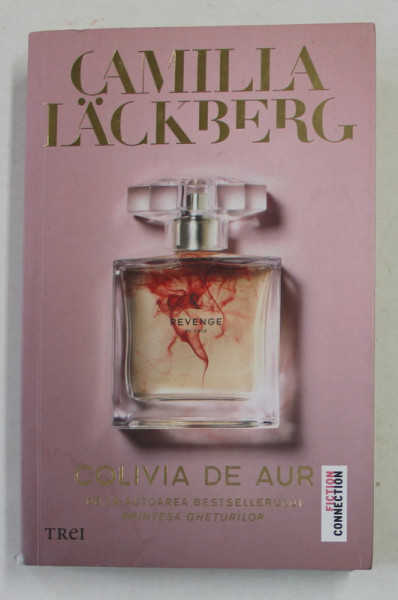 CAMILLA
LÄCKBERG
REVENGE
COLIVIA DE AUR
DE LA AUTOAREA BESTSELLERULUI
PRINȚESA GHEȚURILOR
FICTION
CONNECTION
TREI